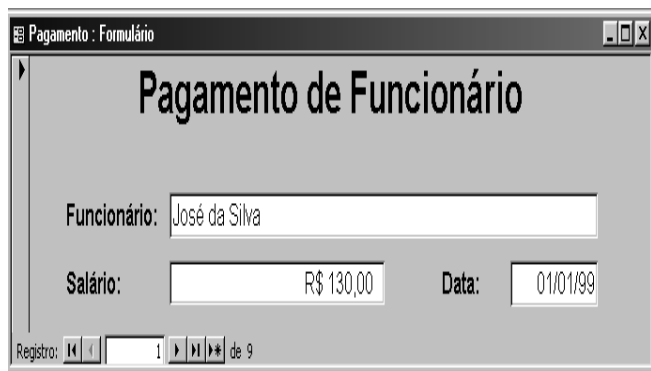 Pagamento : Formulário
Pagamento de Funcionário
Funcionário: José da Silva
Salário: R$ 130,00 Data: 01/01/99
Registro: 1 de 9